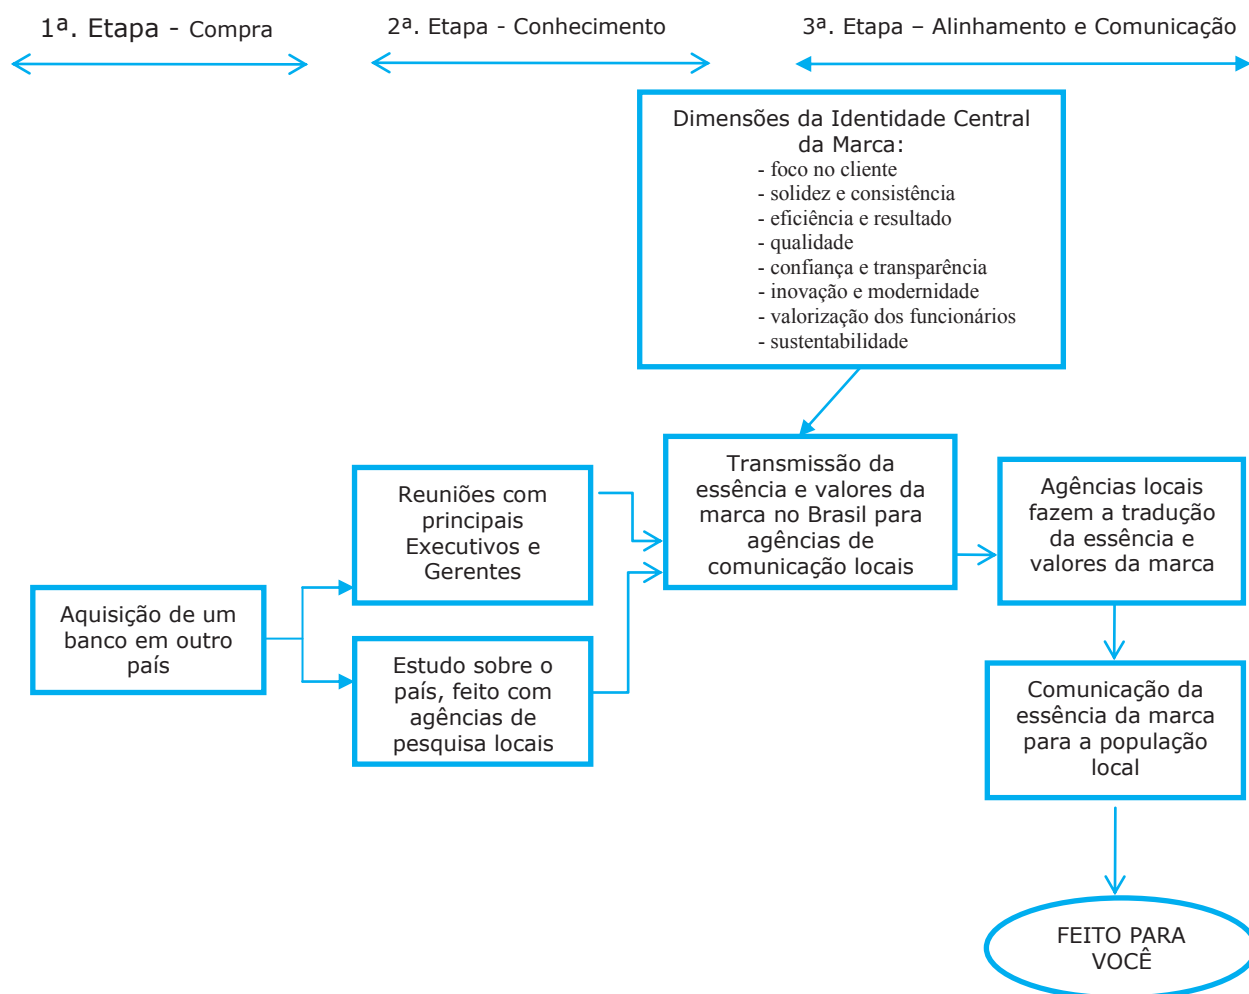 1ª. Etapa - Compra
2ª. Etapa - Conhecimento
3ª. Etapa – Alinhamento e Comunicação
Dimensões da Identidade Central
da Marca:
- foco no cliente
- solidez e consistência
- eficiência e resultado
- qualidade
- confiança e transparência
- inovação e modernidade
- valorização dos funcionários
- sustentabilidade
Aquisição de um
banco em outro
país
Reuniões com
principais
Executivos e
Gerentes
Estudo sobre o
país, feito com
agências de
pesquisa locais
Transmissão da
essência e valores da
marca no Brasil para
agências de
comunicação locais
Agências locais
fazem a tradução
da essência e
valores da marca
Comunicação da
essência da marca
para a população
local
FEITO PARA
VOCÊ